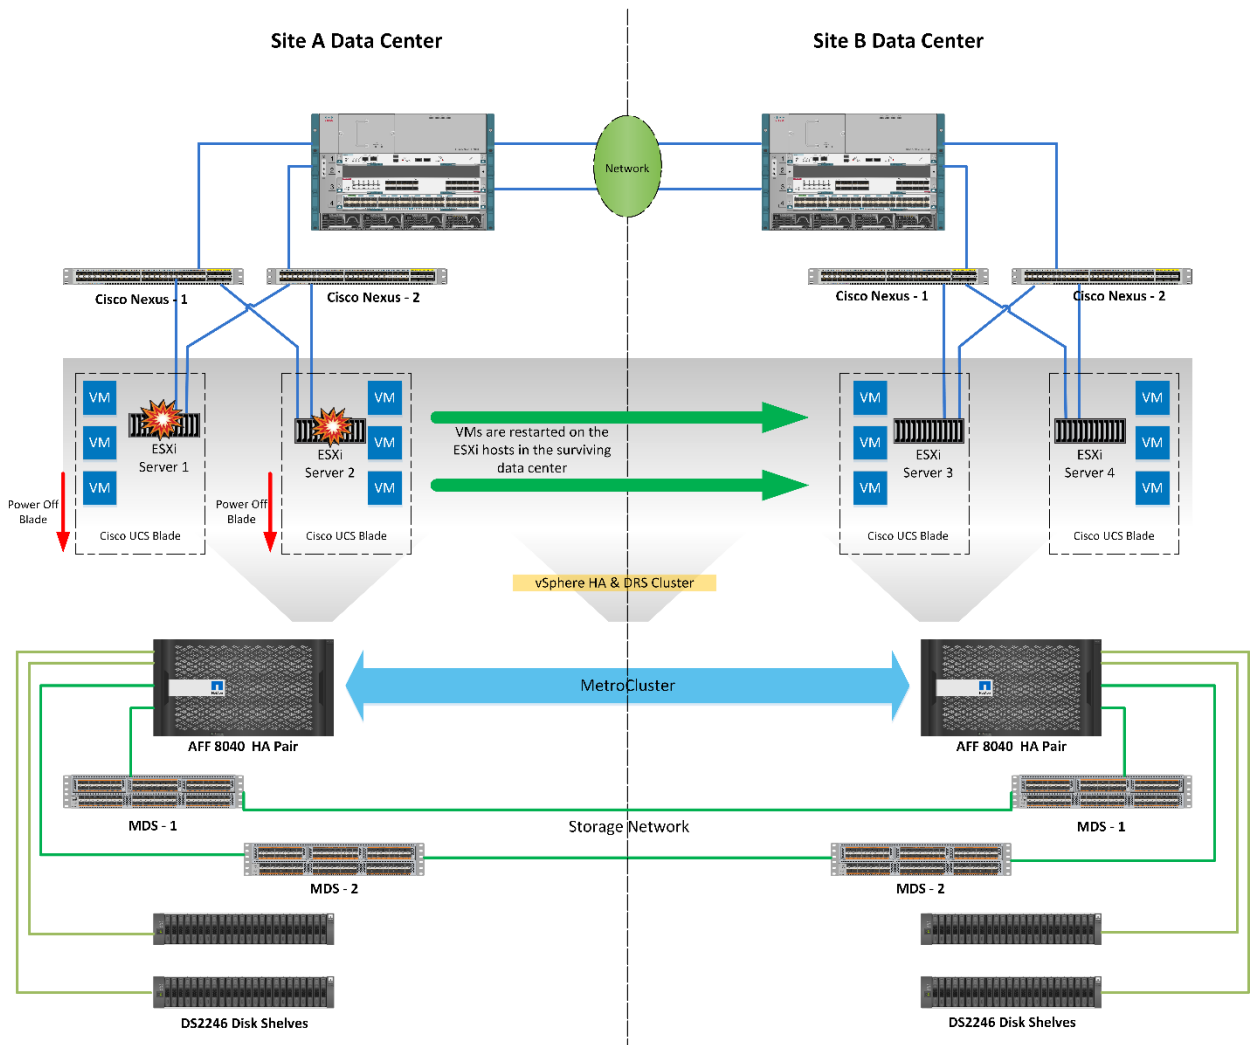 Site A Data Center
Site B Data Center
Network
Cisco Nexus - 1
Cisco Nexus - 2
Cisco Nexus - 1
Cisco Nexus - 2
VM
VM
VM
VM
VM
VM
VM
VM
VM
VM
VM
VM
ESXi
Server 1
ESXi
Server 2
ESXi
Server 3
ESXi
Server 4
VMs are restarted on the
ESXi hosts in the surviving
data center
Power Off
Blade
Power Off
Blade
Cisco UCS Blade
Cisco UCS Blade
Cisco UCS Blade
Cisco UCS Blade
vSphere HA & DRS Cluster
MetroCluster
AFF 8040 HA Pair
AFF 8040 HA Pair
MDS - 1
Storage Network
MDS - 1
MDS - 2
MDS - 2
DS2246 Disk Shelves
DS2246 Disk Shelves